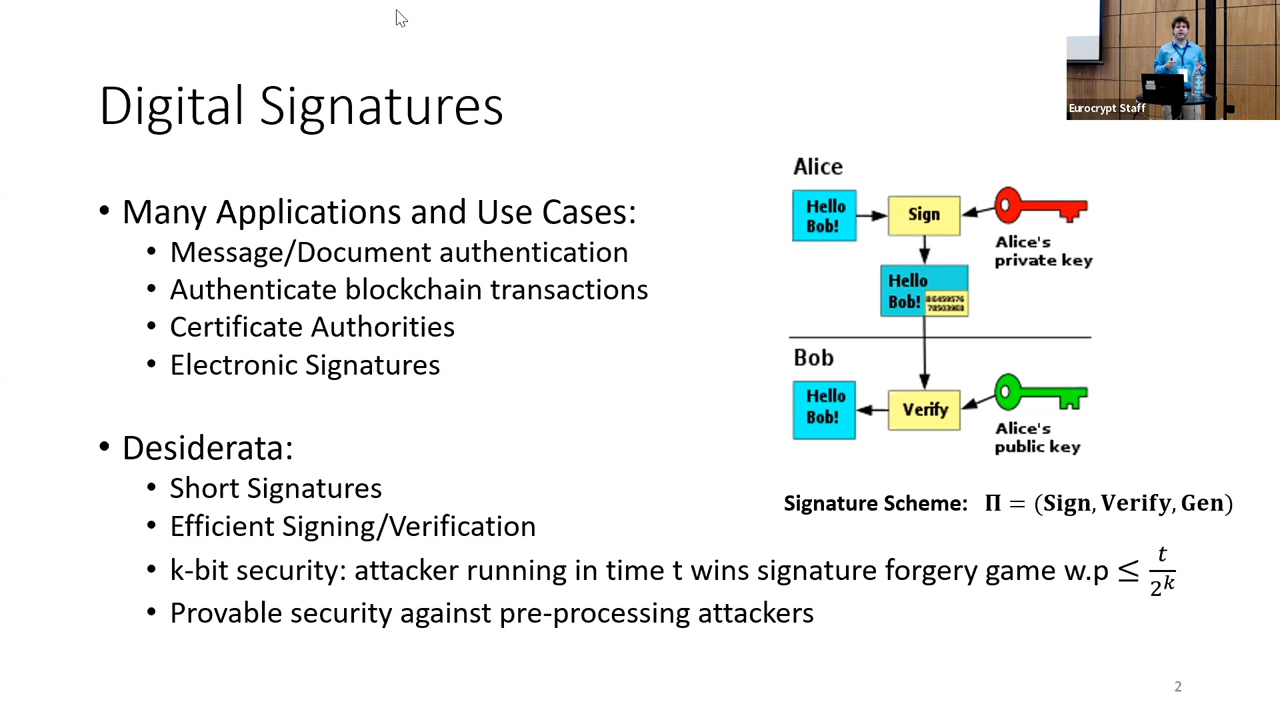 Digital Signatures
• Many Applications and Use Cases:
• Message/Document authentication
• Authenticate blockchain transactions
• Certificate Authorities
• Electronic Signatures
• Desiderata:
• Short Signatures
• Efficient Signing/Verification
• k-bit security: attacker running in time t wins signature forgery game w.p ≤ t/2^k
• Provable security against pre-processing attackers
Eurocrypt Staff
Alice
Hello
Bob!
Sign
Alice's
private key
Hello
Bob!
Bob
Hello
Bob!
Verify
Alice's
public key
Signature Scheme: Π = (Sign, Verify, Gen)
2